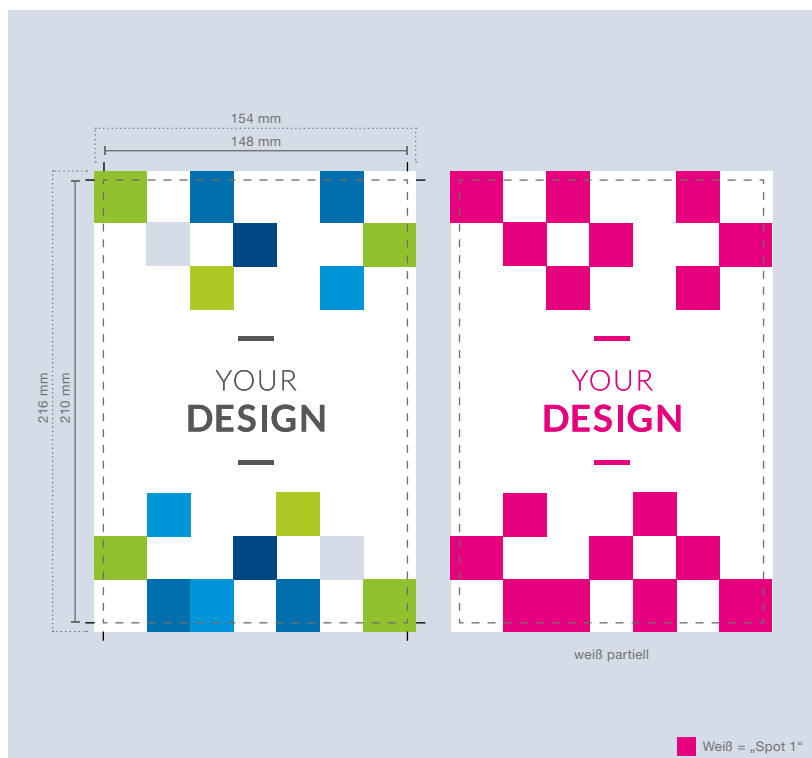 154 mm
148 mm
216 mm
210 mm
YOUR
DESIGN
YOUR
DESIGN
weiß partiell
Weiß = „Spot 1“